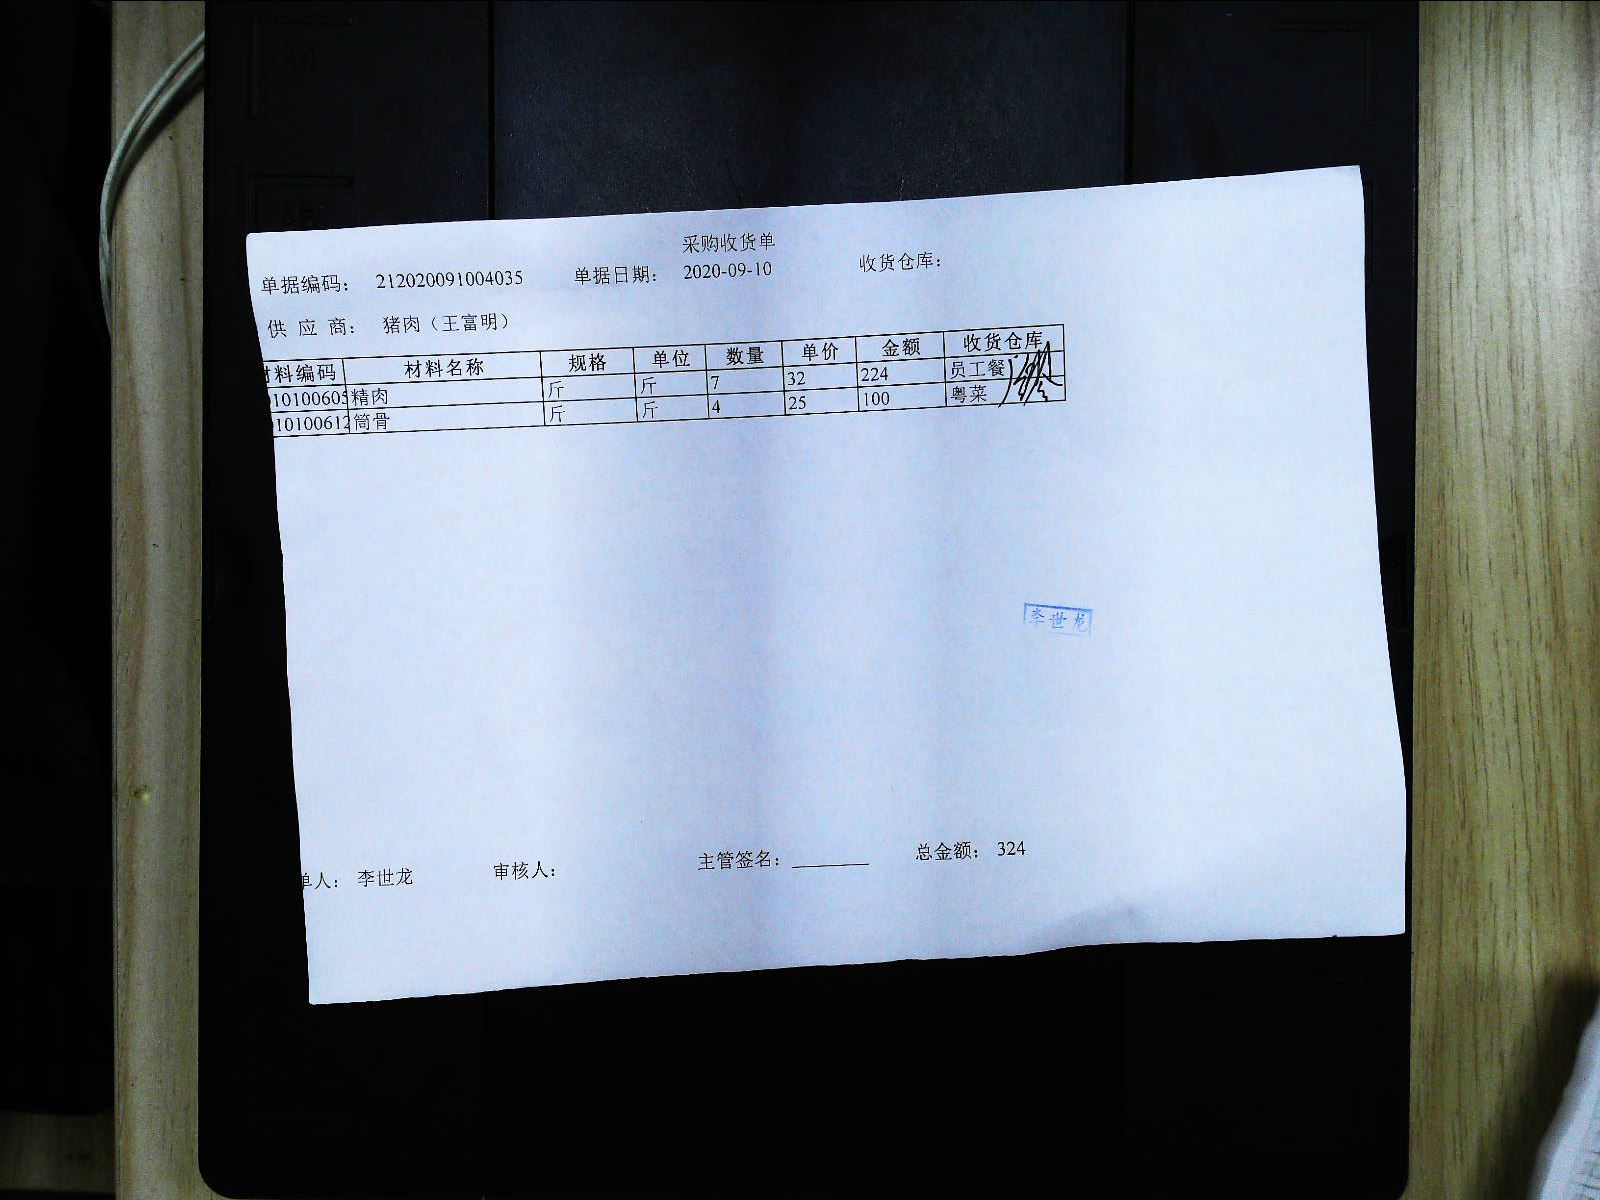 采购收货单
单据编码： 212020091004035 单据日期： 2020-09-10 收货仓库：
供 应 商： 猪肉（王富明）
材料编码 材料名称 规格 单位 数量 单价 金额 收货仓库
10100605 精肉 斤 斤 7 32 224 员工餐
10100612 筒骨 斤 斤 4 25 100 粤菜
李世龙
单人： 李世龙 审核人： 主管签名：________ 总金额： 324